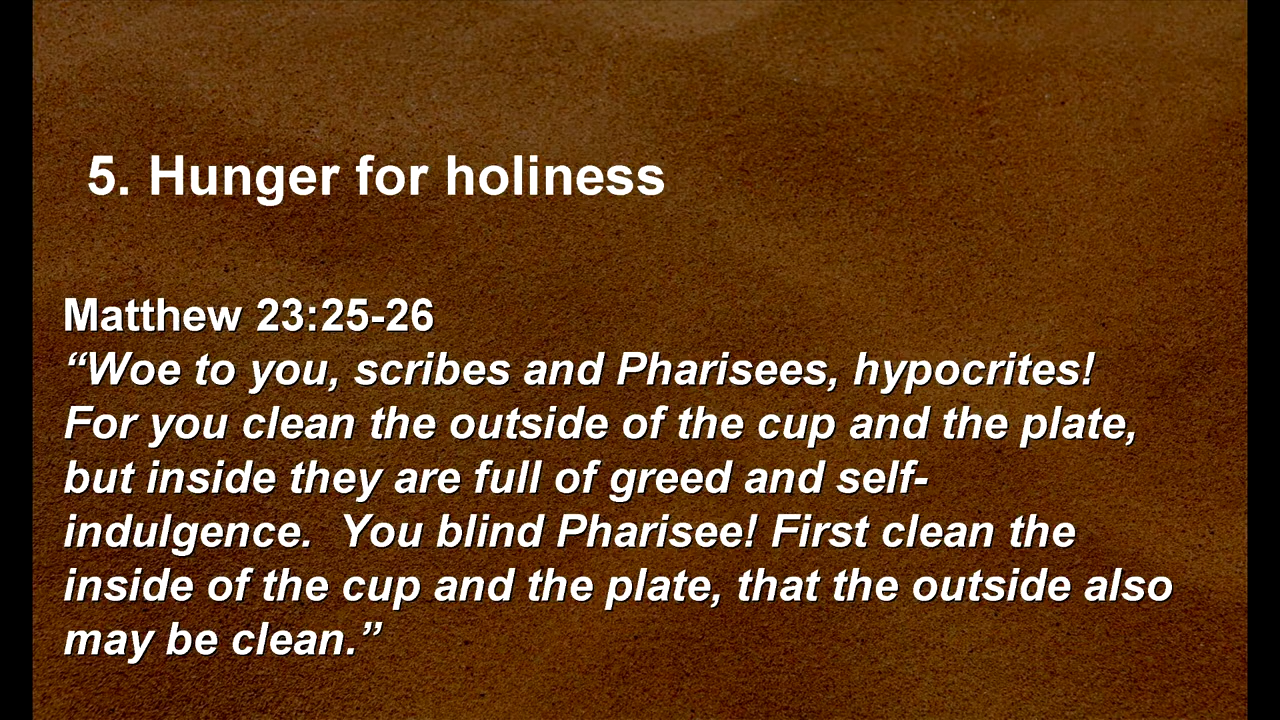 5. Hunger for holiness
Matthew 23:25-26
“Woe to you, scribes and Pharisees, hypocrites!
For you clean the outside of the cup and the plate,
but inside they are full of greed and self-
indulgence.  You blind Pharisee! First clean the
inside of the cup and the plate, that the outside also
may be clean.”